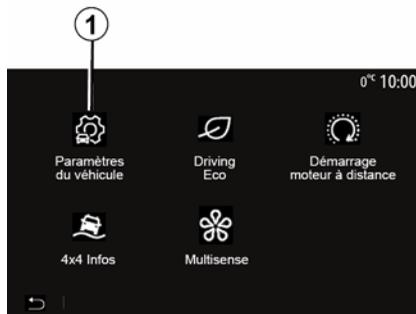 1
0°C 10:00
Paramètres
du véhicule
Driving
Eco
Démarrage
moteur à distance
4x4 Infos
Multisense